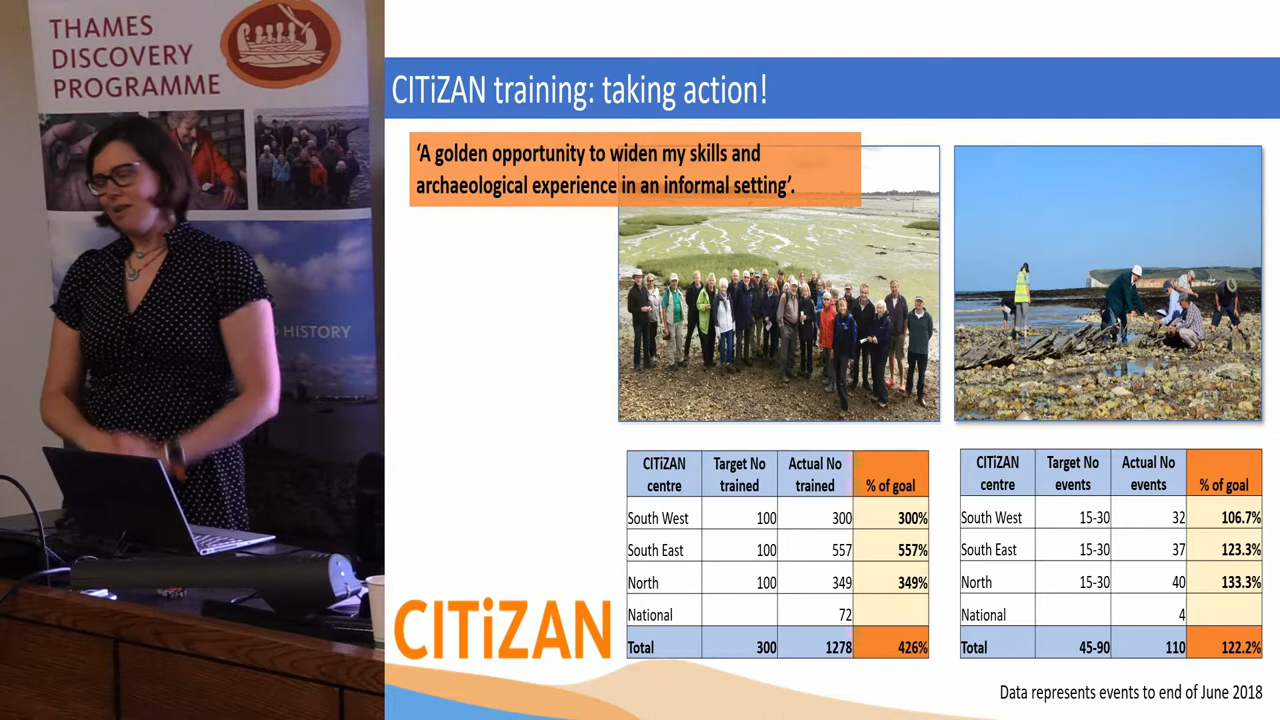 THAMES
DISCOVERY
PROGRAMME
HISTORY
CITiZAN training: taking action!
‘A golden opportunity to widen my skills and
archaeological experience in an informal setting’.
CITiZAN centre Target No trained Actual No trained % of goal
South West 100 300 300%
South East 100 557 557%
North 100 349 349%
National 72
Total 300 1278 426%
CITiZAN centre Target No events Actual No events % of goal
South West 15-30 32 106.7%
South East 15-30 37 123.3%
North 15-30 40 133.3%
National 4
Total 45-90 110 122.2%
CITiZAN
Data represents events to end of June 2018